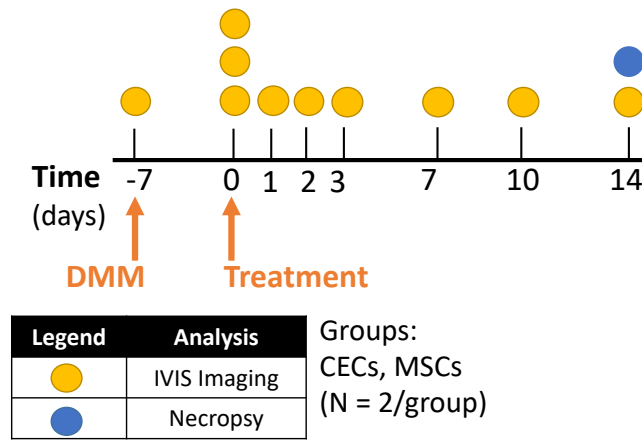 Time
(days)
-7 0 1 2 3 7 10 14
DMM Treatment
Legend Analysis
IVIS Imaging
Necropsy
Groups:
CECs, MSCs
(N = 2/group)